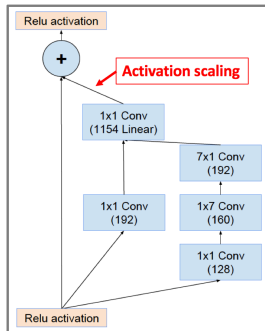 Relu activation
+
Activation scaling
1x1 Conv
(1154 Linear)
7x1 Conv
(192)
1x1 Conv
(192)
1x7 Conv
(160)
1x1 Conv
(128)
Relu activation